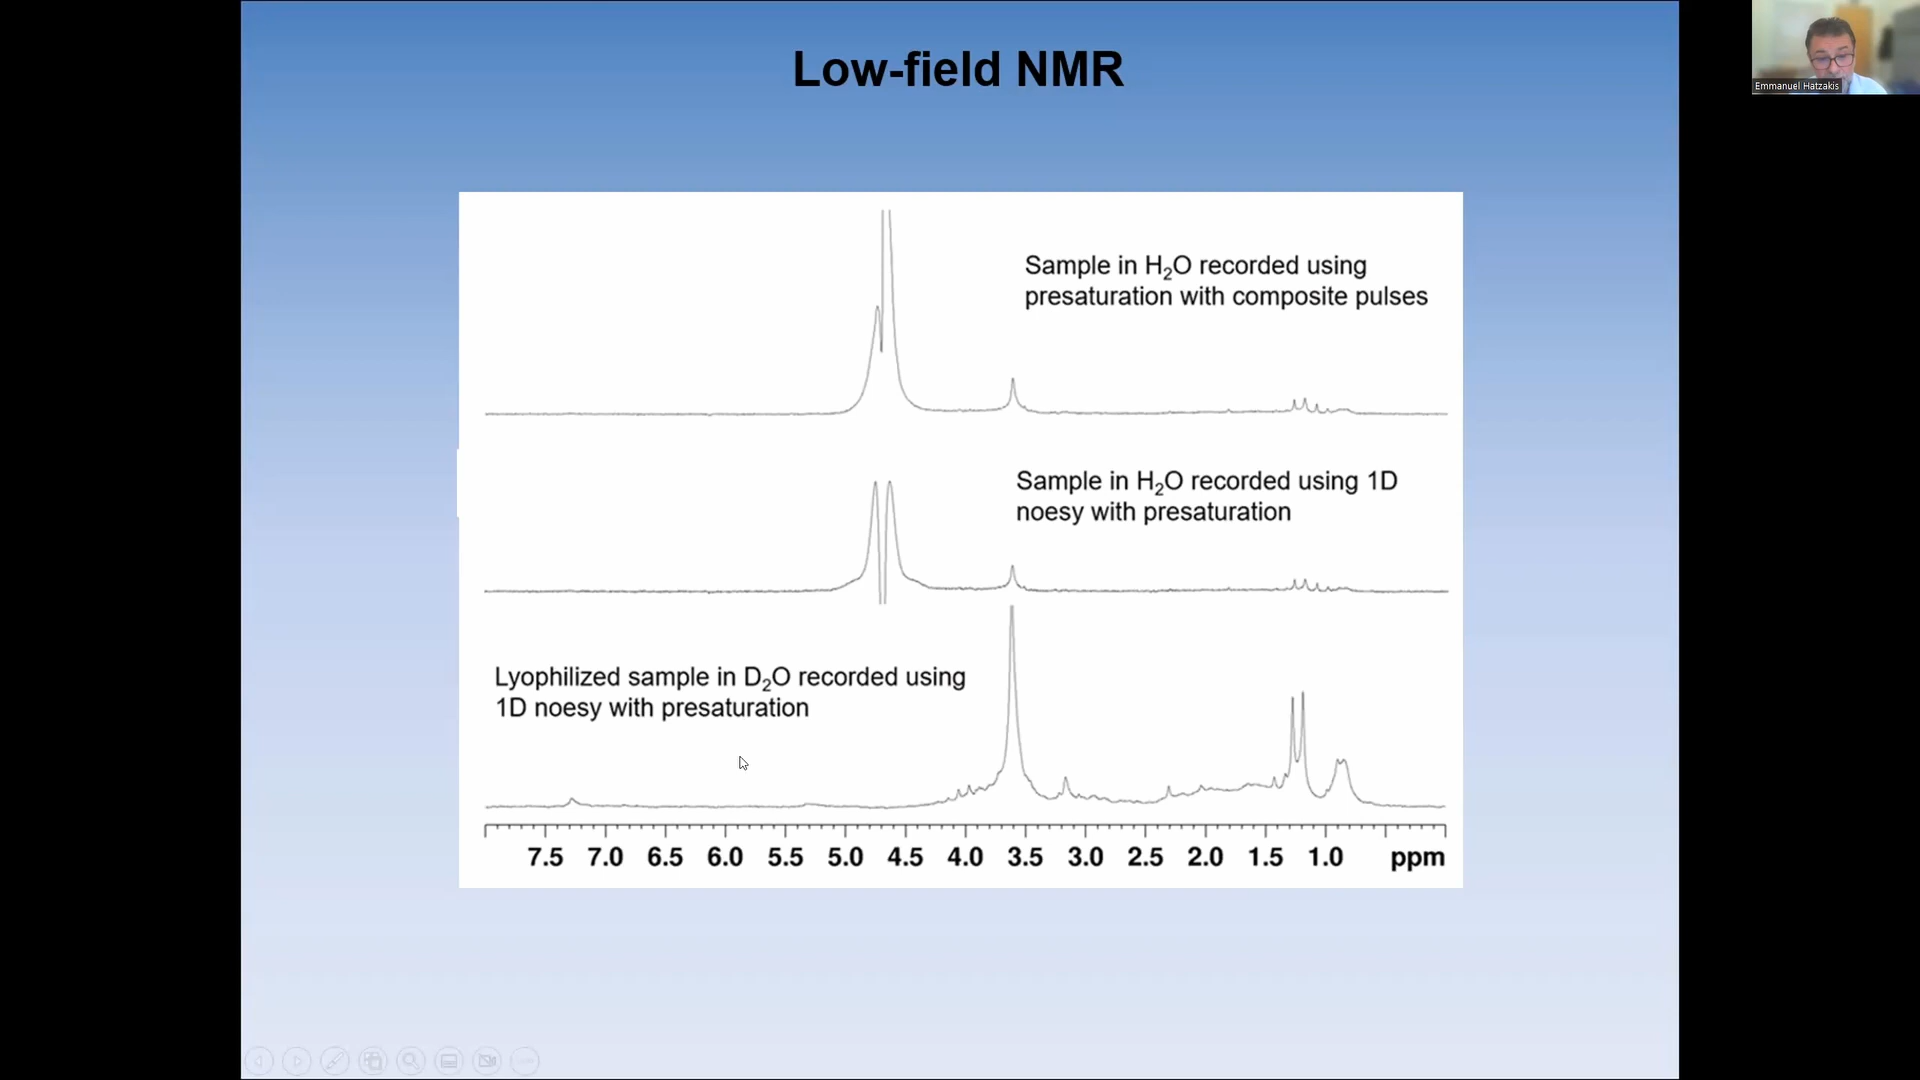 Low-field NMR
Emmanuel Hatzakis
Sample in H₂O recorded using
presaturation with composite pulses
Sample in H₂O recorded using 1D
noesy with presaturation
Lyophilized sample in D₂O recorded using
1D noesy with presaturation
7.5 7.0 6.5 6.0 5.5 5.0 4.5 4.0 3.5 3.0 2.5 2.0 1.5 1.0 ppm